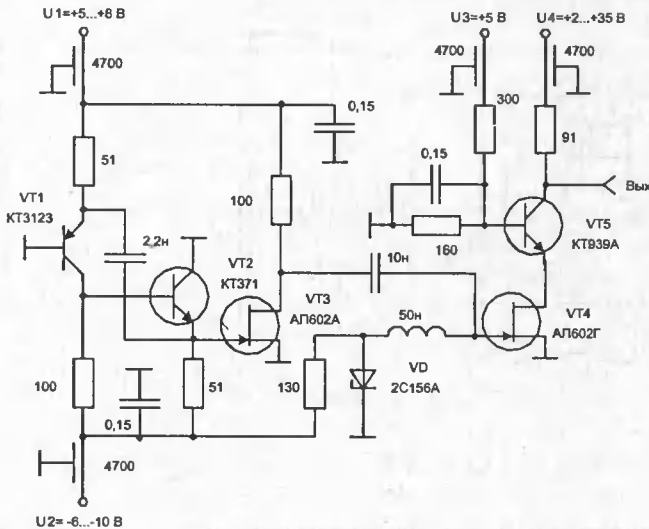 U1=+5...+8 В
U3=+5 В
U4=+2...+35 В
4700
4700
4700
0,15
300
51
91
0,15
VT1
КТ3123
100
Вых
VT5
КТ939А
2,2н
160
10н
VT2
КТ371
VT3
АП602А
VT4
АП602Г
50н
100
51
130
VD
2С156А
0,15
4700
U2= -6...-10 В